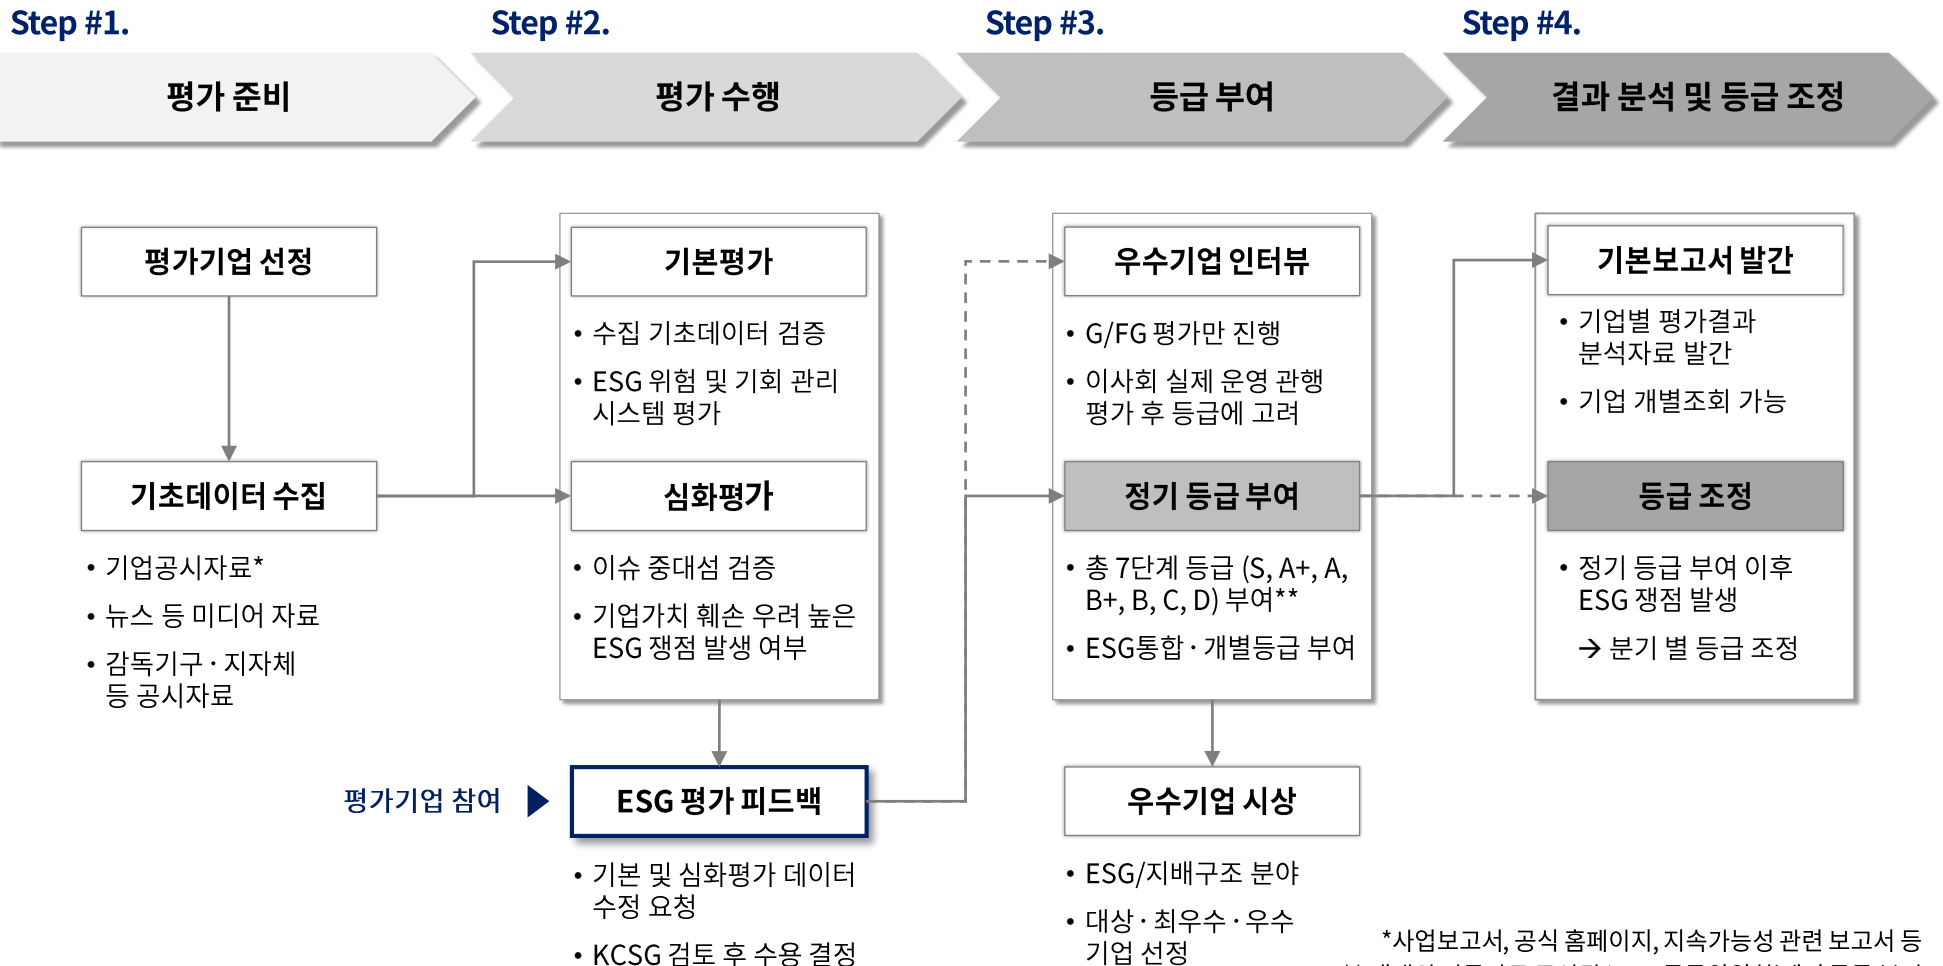 Step #1.
평가 준비
Step #2.
평가 수행
Step #3.
등급 부여
Step #4.
결과 분석 및 등급 조정
평가기업 선정
기초데이터 수집
• 기업공시자료*
• 뉴스 등 미디어 자료
• 감독기구 · 지자체
등 공시자료
기본평가
• 수집 기초데이터 검증
• ESG 위험 및 기회 관리
시스템 평가
심화평가
• 이슈 중대섬 검증
• 기업가치 훼손 우려 높은
ESG 쟁점 발생 여부
평가기업 참여
ESG 평가 피드백
• 기본 및 심화평가 데이터
수정 요청
• KCSG 검토 후 수용 결정
우수기업 인터뷰
• G/FG 평가만 진행
• 이사회 실제 운영 관행
평가 후 등급에 고려
정기 등급 부여
• 총 7단계 등급 (S, A+, A,
B+, B, C, D) 부여**
• ESG통합 · 개별등급 부여
우수기업 시상
• ESG/지배구조 분야
• 대상 · 최우수 · 우수
기업 선정
기본보고서 발간
• 기업별 평가결과
분석자료 발간
• 기업 개별조회 가능
등급 조정
• 정기 등급 부여 이후
ESG 쟁점 발생
→ 분기 별 등급 조정
*사업보고서, 공식 홈페이지, 지속가능성 관련 보고서 등